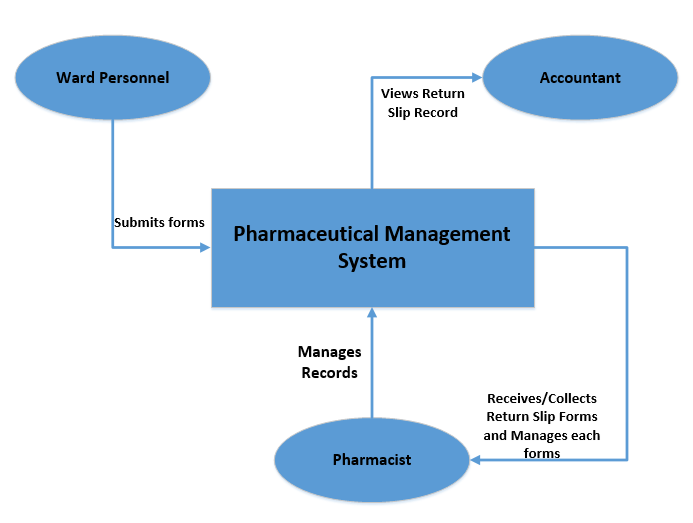 Ward Personnel
Accountant
Views Return
Slip Record
Submits forms
Pharmaceutical Management
System
Manages
Records
Receives/Collects
Return Slip Forms
and Manages each
forms
Pharmacist